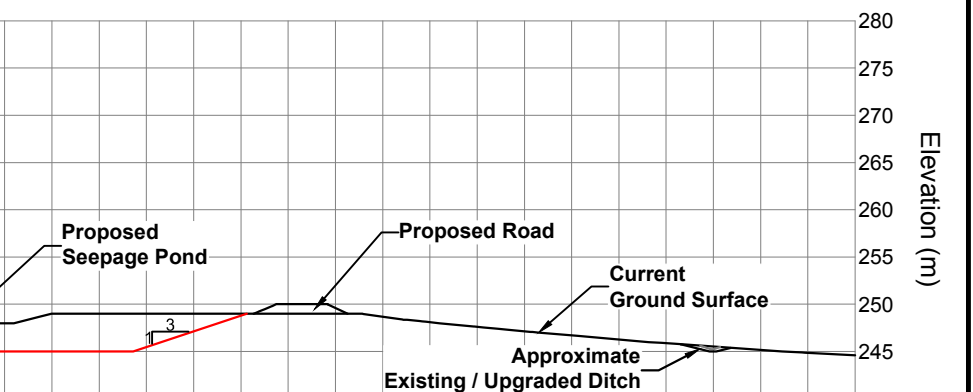 280
275
270
265
260
255
250
245
Elevation (m)
Proposed
Seepage Pond
Proposed Road
Current
Ground Surface
3
1
Approximate
Existing / Upgraded Ditch